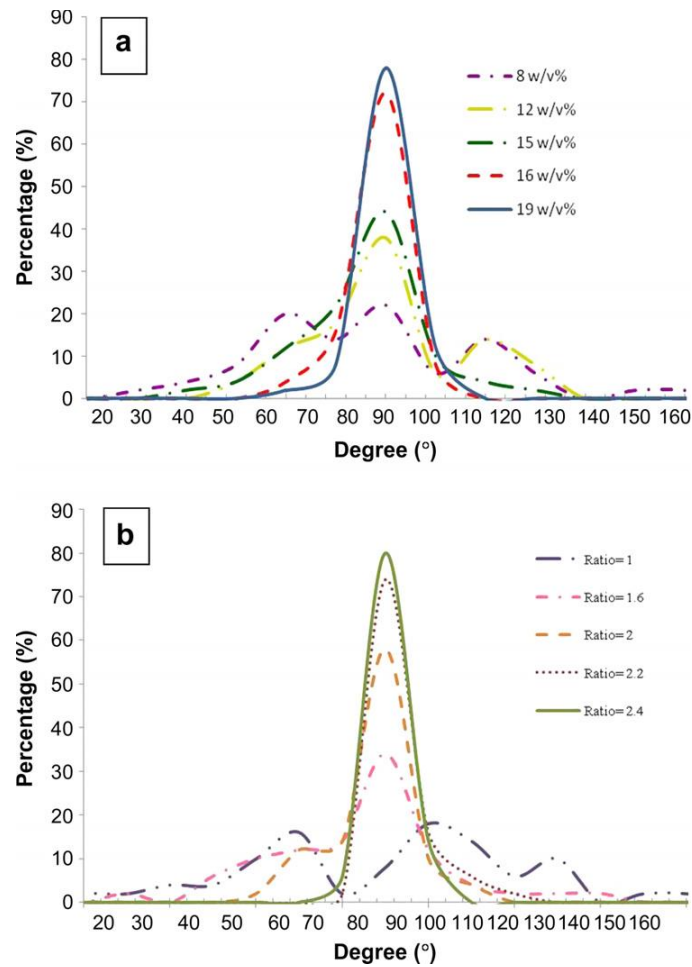 a
90
80
70
60
50
40
30
20
10
0
Percentage (%)
8 w/v%
12 w/v%
15 w/v%
16 w/v%
19 w/v%
20 30 40 50 60 70 80 90 100 110 120 130 140 150 160
Degree (°)
b
90
80
70
60
50
40
30
20
10
0
Percentage (%)
Ratio=1
Ratio=1.6
Ratio=2
Ratio=2.2
Ratio=2.4
20 30 40 50 60 70 80 90 100 110 120 130 140 150 160
Degree (°)